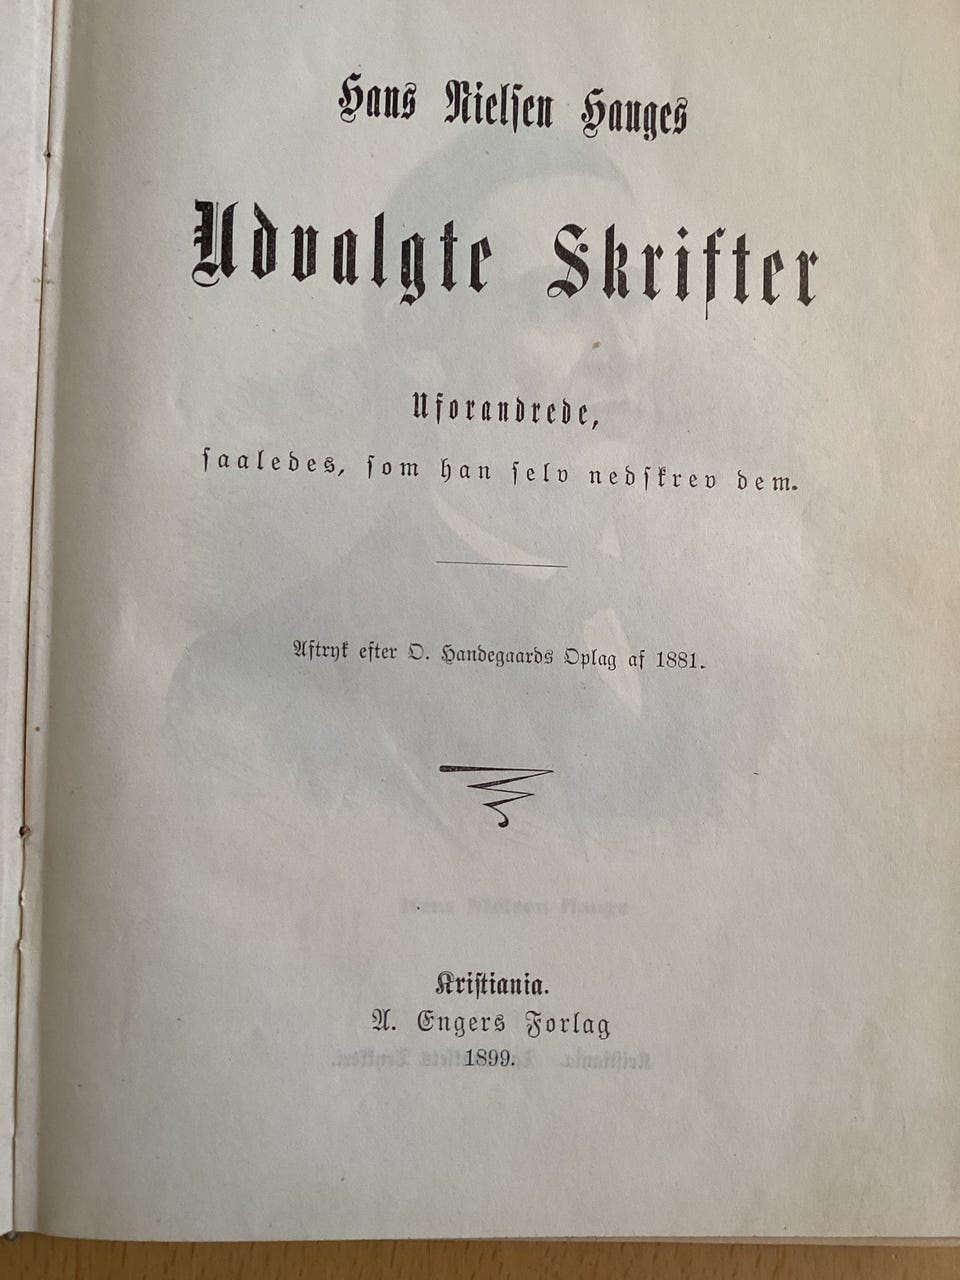 Hans Nielsen Hauges
Udvalgte Skrifter
Uforandrede,
saaledes, som han selv nedskrev dem.
Aftryk efter O. Handegaards Oplag af 1881.
Kristiania.
A. Engers Forlag
1899.